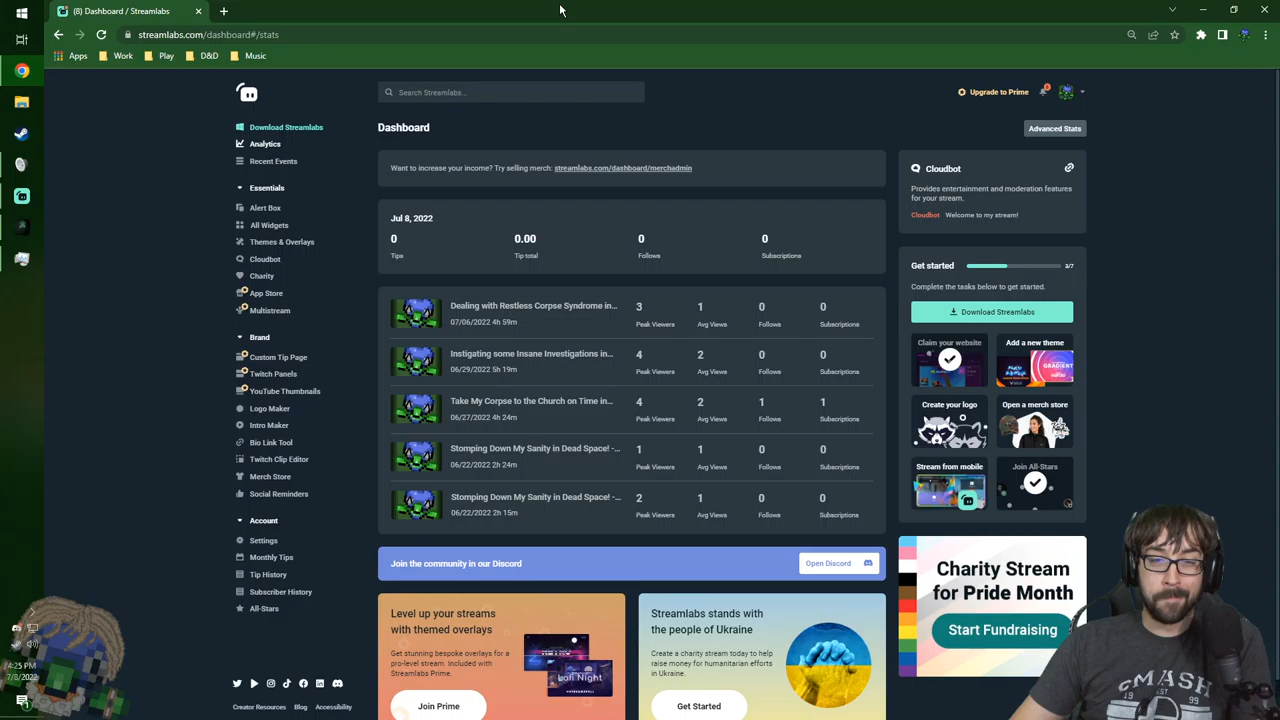 (8) Dashboard / Streamlabs
streamlabs.com/dashboard#/stats
Apps
Work
Play
D&D
Music
Search Streamlabs...
Upgrade to Prime
Download Streamlabs
Analytics
Recent Events
Essentials
Alert Box
All Widgets
Themes & Overlays
Cloudbot
Charity
App Store
Multistream
Brand
Custom Tip Page
Twitch Panels
YouTube Thumbnails
Logo Maker
Intro Maker
Bio Link Tool
Twitch Clip Editor
Merch Store
Social Reminders
Account
Settings
Monthly Tips
Tip History
Subscriber History
All-Stars
Creator Resources Blog Accessibility
Dashboard
Advanced Stats
Want to increase your income? Try selling merch: streamlabs.com/dashboard/merchadmin
Jul 8, 2022
0 0.00 0 0
Tips Tip total Follows Subscriptions
Dealing with Restless Corpse Syndrome in... 3 1 0 0
07/06/2022 4h 59m Peak Viewers Avg Views Follows Subscriptions
Instigating some Insane Investigations in... 4 2 0 0
06/29/2022 5h 19m Peak Viewers Avg Views Follows Subscriptions
Take My Corpse to the Church on Time in... 4 2 1 1
06/27/2022 4h 24m Peak Viewers Avg Views Follows Subscriptions
Stomping Down My Sanity in Dead Space! -... 1 1 0 0
06/22/2022 2h 24m Peak Viewers Avg Views Follows Subscriptions
Stomping Down My Sanity in Dead Space! -... 2 1 0 0
06/22/2022 2h 15m Peak Viewers Avg Views Follows Subscriptions
Join the community in our Discord
Open Discord
Level up your streams
with themed overlays
Get stunning bespoke overlays for a
pro-level stream. Included with
Streamlabs Prime.
Join Prime
Lofi Night
Streamlabs stands with
the people of Ukraine
Create a charity stream today to help
raise money for humanitarian efforts
in Ukraine.
Get Started
Cloudbot
Provides entertainment and moderation features
for your stream.
Cloudbot Welcome to my stream!
Get started 3/7
Complete the tasks below to get started.
Download Streamlabs
Claim your website
Add a new theme
GRADIENT
Create your logo
Open a merch store
Stream from mobile
Join All-Stars
Charity Stream
for Pride Month
Start Fundraising
SMASH
19 99
4:25 PM
7/8/2022